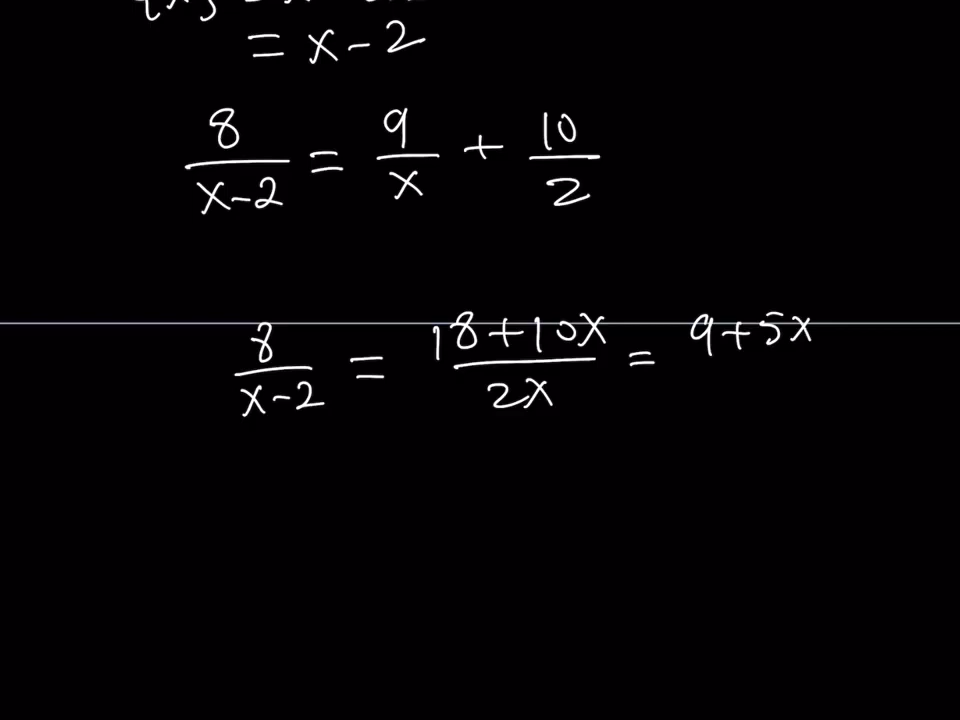 = x - 2
8/(x-2) = 9/x + 10/2
8/(x-2) = (18+10x)/(2x) = 9+5x